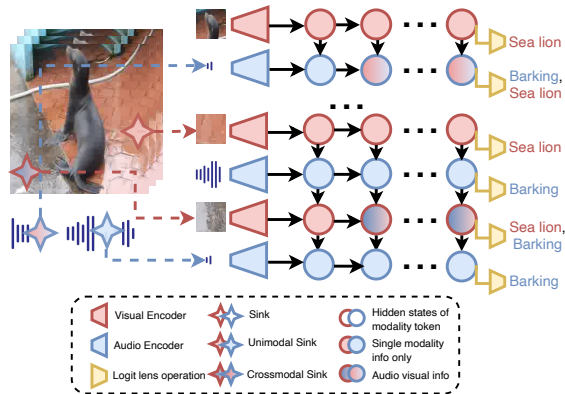 Sea lion
Barking,
Sea lion
Sea lion
Barking
Sea lion,
Barking
Barking
Visual Encoder
Sink
Hidden states of
modality token
Audio Encoder
Unimodal Sink
Single modality
info only
Logit lens operation
Crossmodal Sink
Audio visual info